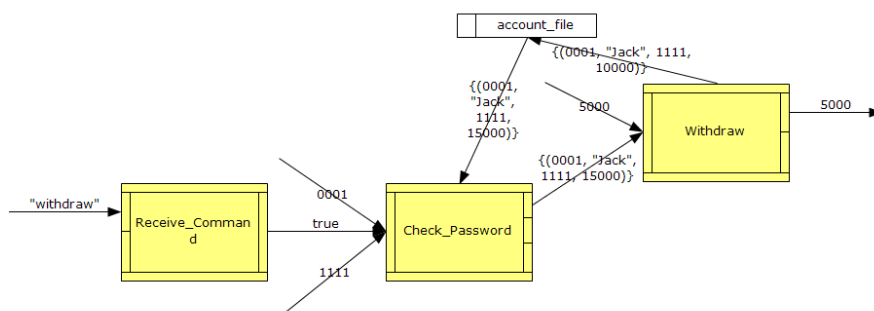 account_file
{(0001, "Jack", 1111,
10000)}
{(0001,
"Jack",
1111,
15000)}
5000
5000
Withdraw
{(0001, "Jack",
1111, 15000)}
"withdraw"
Receive_Comman
d
0001
true
1111
Check_Password